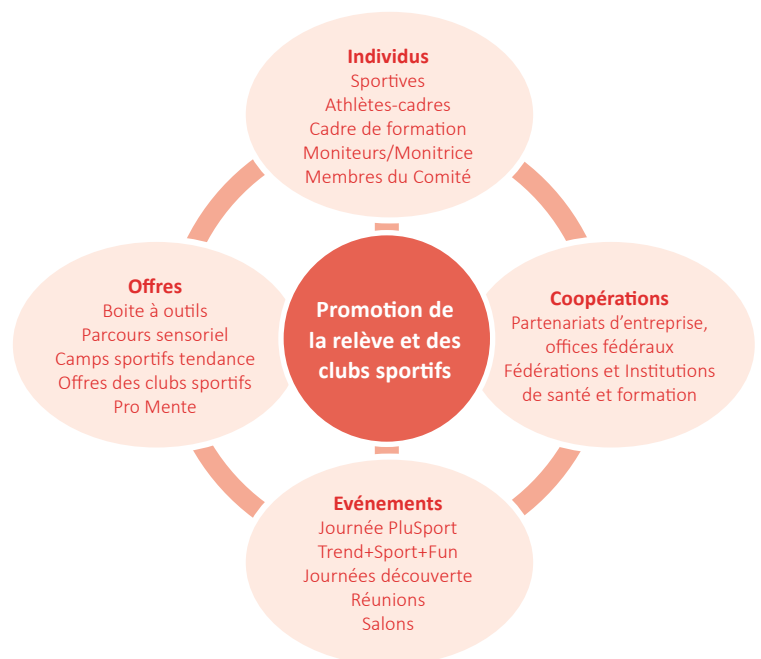 Individus
Sportives
Athlètes-cadres
Cadre de formation
Moniteurs/Monitrice
Membres du Comité
Offres
Boite à outils
Parcours sensoriel
Camps sportifs tendance
Offres des clubs sportifs
Pro Mente
Promotion de
la relève et des
clubs sportifs
Coopérations
Partenariats d’entreprise,
offices fédéraux
Fédérations et Institutions
de santé et formation
Evénements
Journée PluSport
Trend+Sport+Fun
Journées découverte
Réunions
Salons